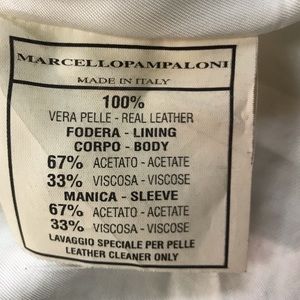 MARCELLOPAMPALONI
MADE IN ITALY
100%
VERA PELLE - REAL LEATHER
FODERA - LINING
CORPO - BODY
67% ACETATO - ACETATE
33% VISCOSA - VISCOSE
MANICA - SLEEVE
67% ACETATO - ACETATE
33% VISCOSA - VISCOSE
LAVAGGIO SPECIALE PER PELLE
LEATHER CLEANER ONLY